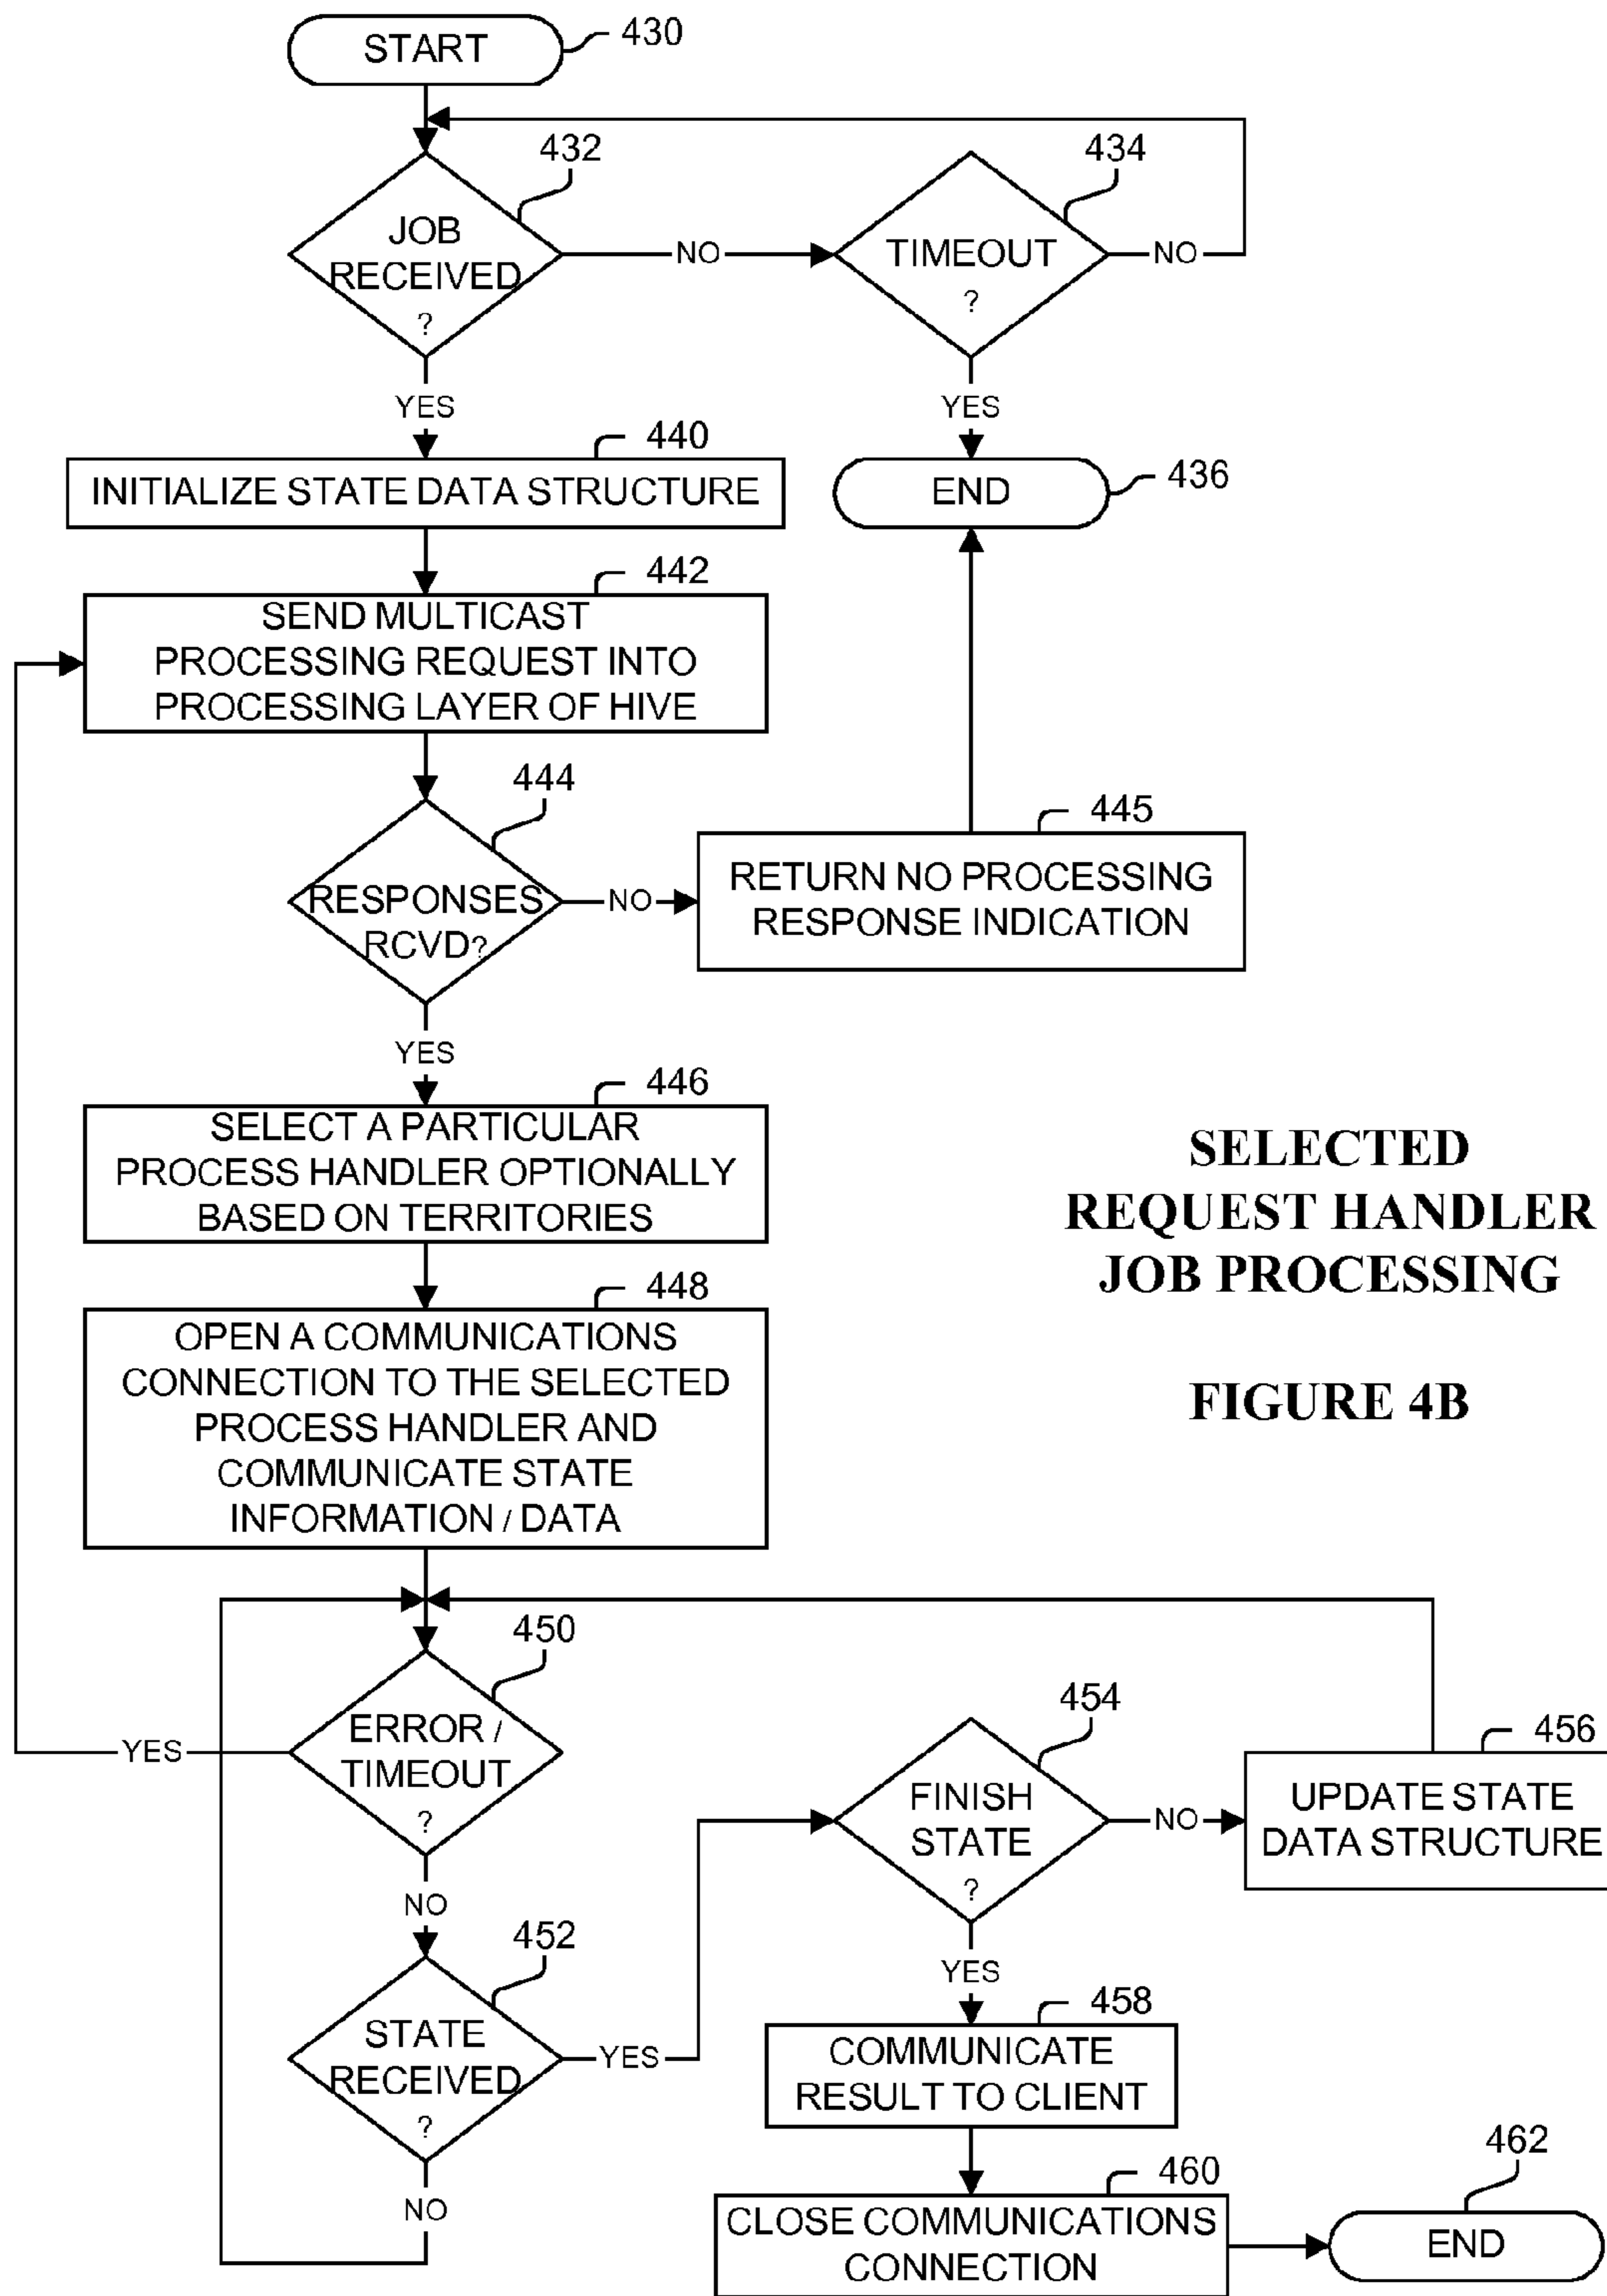 START
430
432
JOB
RECEIVED
?
NO
434
TIMEOUT
?
NO
YES
YES
440
INITIALIZE STATE DATA STRUCTURE
END
436
442
SEND MULTICAST
PROCESSING REQUEST INTO
PROCESSING LAYER OF HIVE
444
RESPONSES
RCVD?
NO
445
RETURN NO PROCESSING
RESPONSE INDICATION
YES
446
SELECT A PARTICULAR
PROCESS HANDLER OPTIONALLY
BASED ON TERRITORIES
448
OPEN A COMMUNICATIONS
CONNECTION TO THE SELECTED
PROCESS HANDLER AND
COMMUNICATE STATE
INFORMATION / DATA
SELECTED
REQUEST HANDLER
JOB PROCESSING
FIGURE 4B
450
ERROR /
TIMEOUT
?
YES
NO
452
STATE
RECEIVED
?
YES
NO
454
FINISH
STATE
?
NO
456
UPDATE STATE
DATA STRUCTURE
YES
458
COMMUNICATE
RESULT TO CLIENT
460
CLOSE COMMUNICATIONS
CONNECTION
462
END